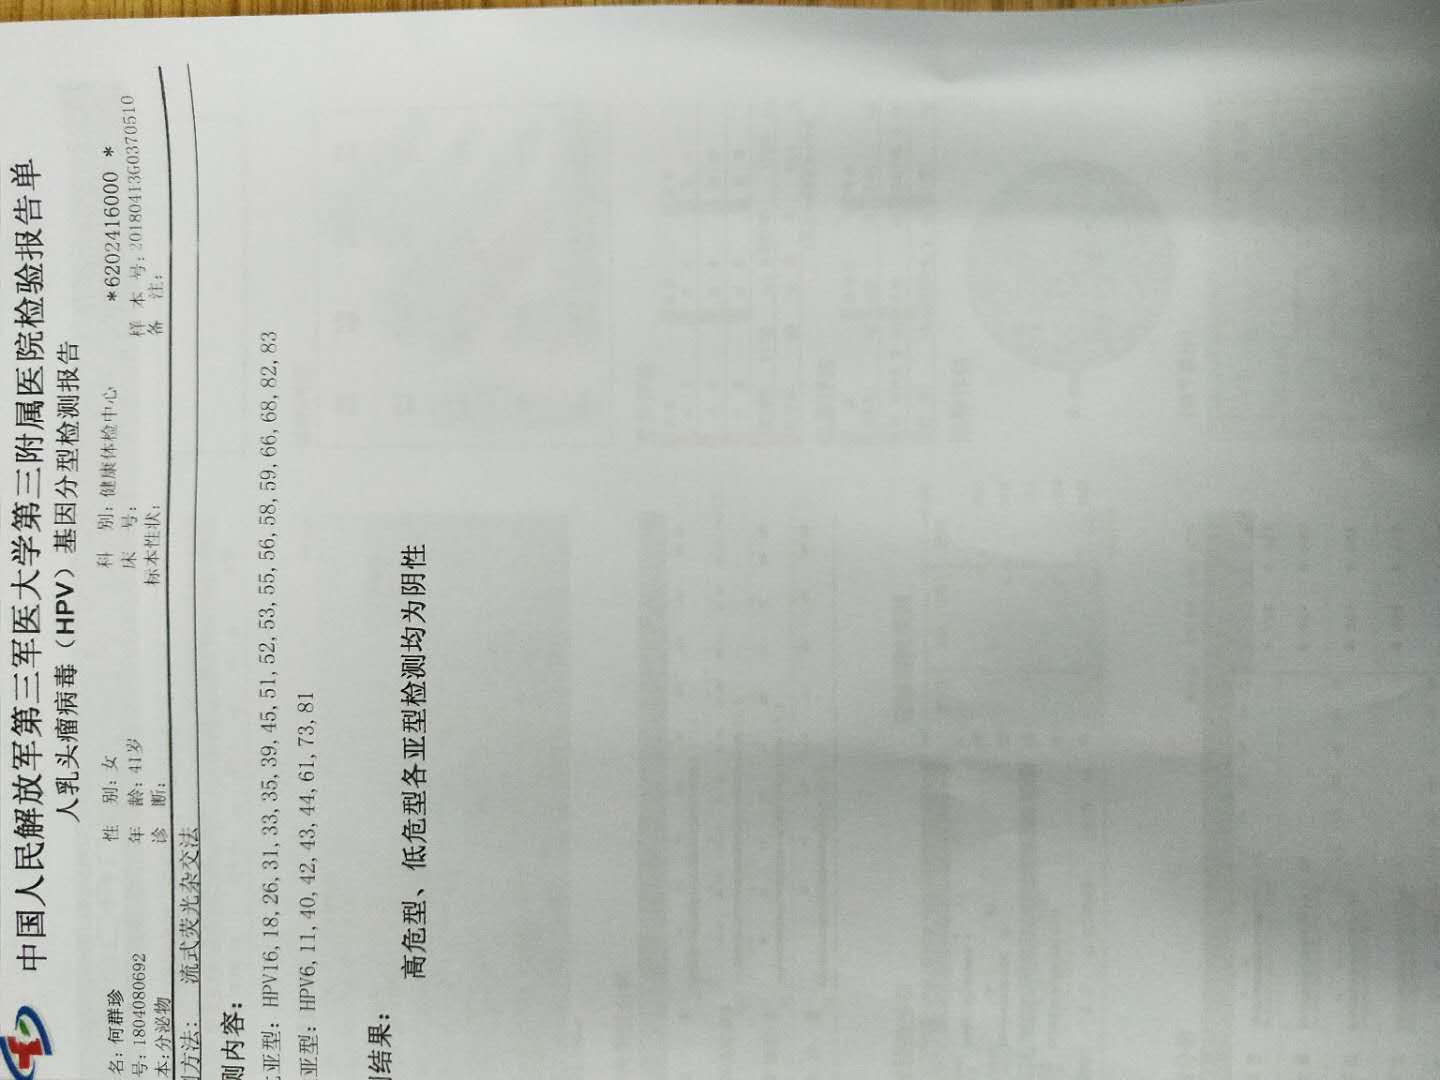 中国人民解放军第三军医大学第三附属医院检验报告单
人乳头瘤病毒（HPV）基因分型检测报告
*6202416000 *
名: 何群珍 性 别: 女 科 别: 健康体检中心 样 本 号: 20180413G0370510
号: 1804080692 年 龄: 41岁 床 号: 备 注:
本: 分泌物 诊 断: 标本性状:
方法: 流式荧光杂交法
测内容:
亚型: HPV16, 18, 26, 31, 33, 35, 39, 45, 51, 52, 53, 55, 56, 58, 59, 66, 68, 82, 83
亚型: HPV6, 11, 40, 42, 43, 44, 61, 73, 81
结果:
高危型、低危型各亚型检测均为阴性